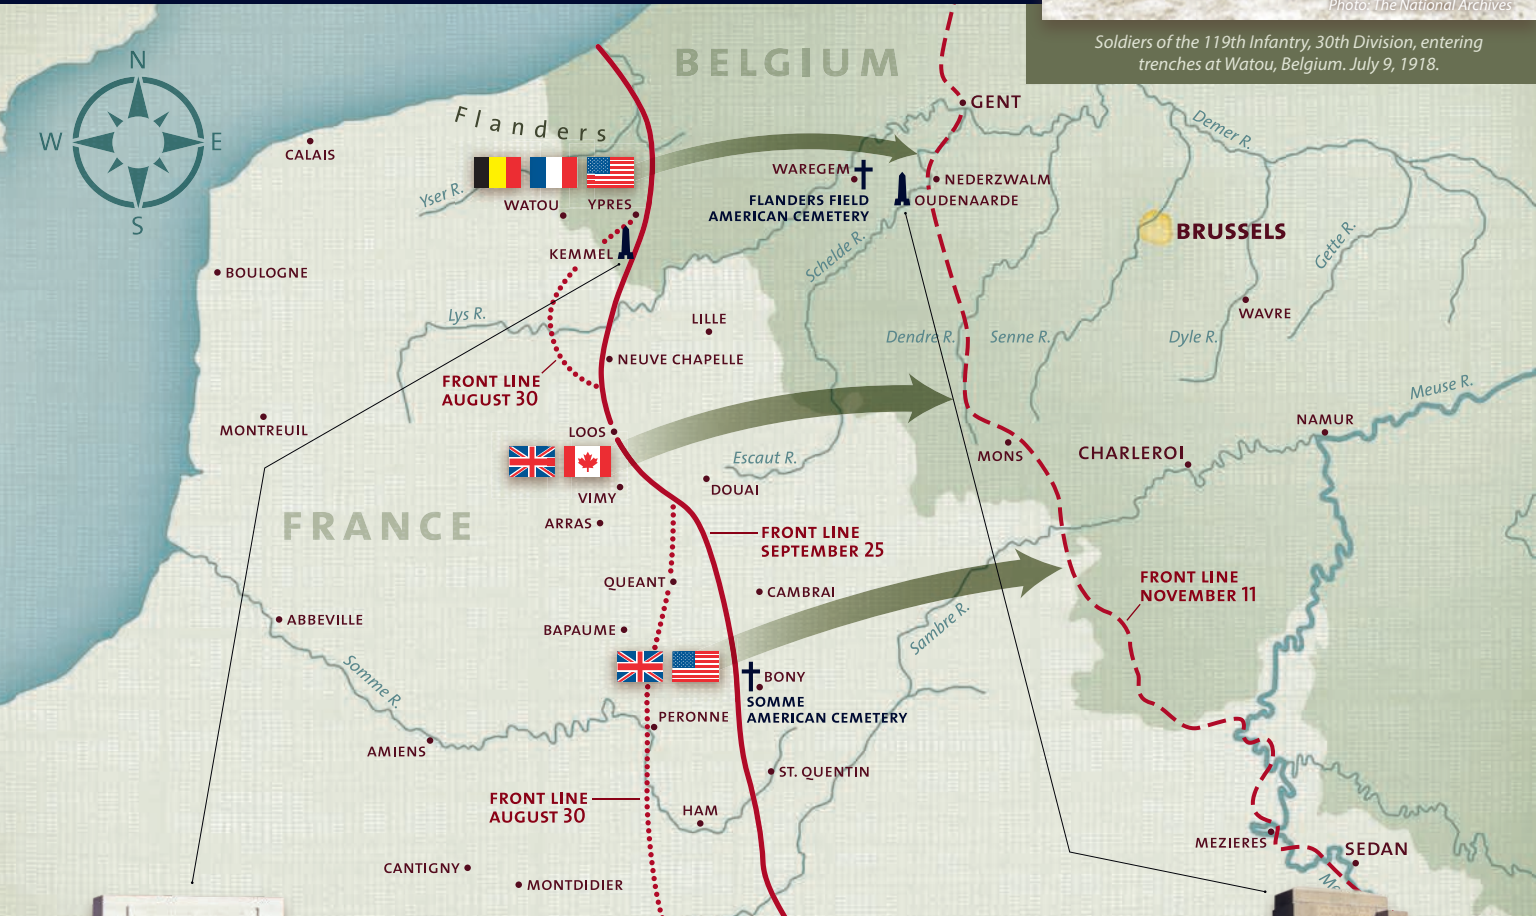 Photo: The National Archives
Soldiers of the 119th Infantry, 30th Division, entering
trenches at Watou, Belgium. July 9, 1918.
N
W
E
S
BELGIUM
Flanders
GENT
Demer R.
CALAIS
WAREGEM
NEDERZWALM
Yser R.
WATOU
YPRES
FLANDERS FIELD
AMERICAN CEMETERY
OUDENAARDE
BRUSSELS
KEMMEL
Schelde R.
Gette R.
BOULOGNE
Lys R.
LILLE
WAVRE
Dendre R.
Senne R.
Dyle R.
NEUVE CHAPELLE
FRONT LINE
AUGUST 30
Meuse R.
MONTREUIL
LOOS
NAMUR
MONS
CHARLEROI
Escaut R.
VIMY
DOUAI
FRANCE
ARRAS
FRONT LINE
SEPTEMBER 25
QUEANT
CAMBRAI
FRONT LINE
NOVEMBER 11
ABBEVILLE
BAPAUME
Sambre R.
Somme R.
BONY
SOMME
AMERICAN CEMETERY
PERONNE
AMIENS
ST. QUENTIN
FRONT LINE
AUGUST 30
HAM
MEZIERES
SEDAN
CANTIGNY
MONTDIDIER